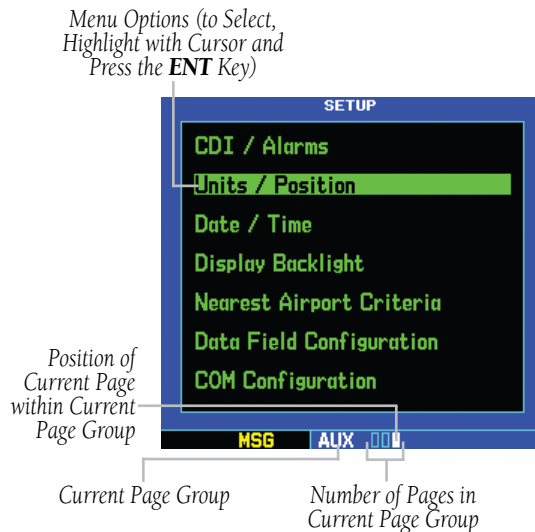 Menu Options (to Select,
Highlight with Cursor and
Press the ENT Key)
SETUP
CDI / Alarms
Units / Position
Date / Time
Display Backlight
Nearest Airport Criteria
Data Field Configuration
COM Configuration
Position of
Current Page
within Current
Page Group
MSG AUX
Current Page Group
Number of Pages in
Current Page Group